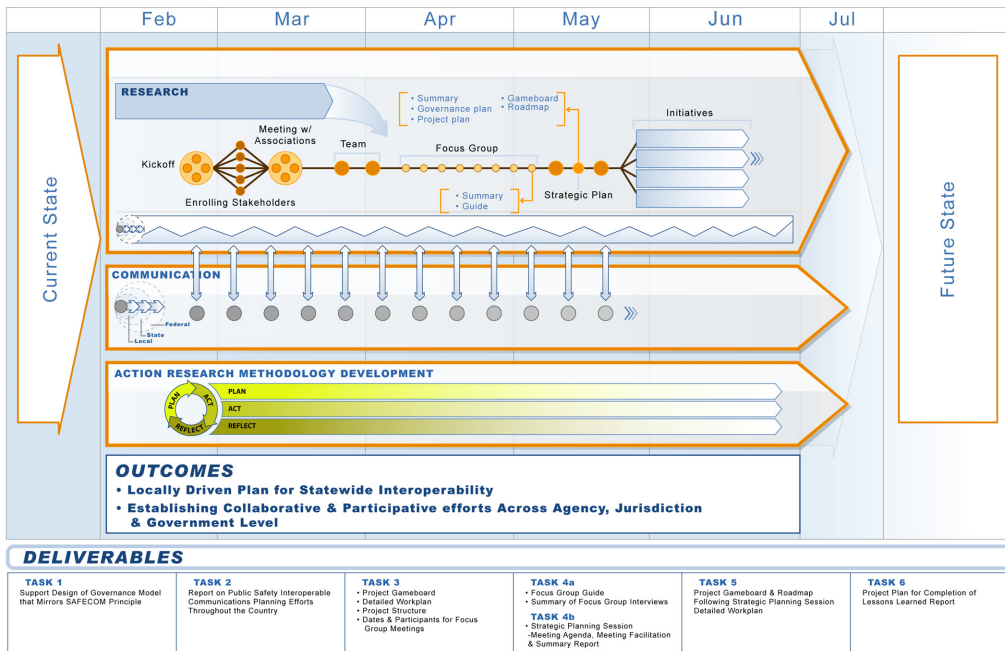 Feb Mar Apr May Jun Jul
Current State
Future State
RESEARCH
• Summary
• Governance plan
• Project plan
• Gameboard
• Roadmap
Initiatives
Kickoff
Meeting w/
Associations
Team
Focus Group
Enrolling Stakeholders
• Summary
• Guide
Strategic Plan
COMMUNICATION
Federal
State
Local
ACTION RESEARCH METHODOLOGY DEVELOPMENT
PLAN
ACT
REFLECT
PLAN
ACT
REFLECT
OUTCOMES
• Locally Driven Plan for Statewide Interoperability
• Establishing Collaborative & Participative efforts Across Agency, Jurisdiction
& Government Level
DELIVERABLES
TASK 1
Support Design of Governance Model
that Mirrors SAFECOM Principle
TASK 2
Report on Public Safety Interoperable
Communications Planning Efforts
Throughout the Country
TASK 3
• Project Gameboard
• Detailed Workplan
• Project Structure
• Dates & Participants for Focus
Group Meetings
TASK 4a
• Focus Group Guide
• Summary of Focus Group Interviews
TASK 4b
• Strategic Planning Session
-Meeting Agenda, Meeting Facilitation
& Summary Report
TASK 5
Project Gameboard & Roadmap
Following Strategic Planning Session
Detailed Workplan
TASK 6
Project Plan for Completion of
Lessons Learned Report